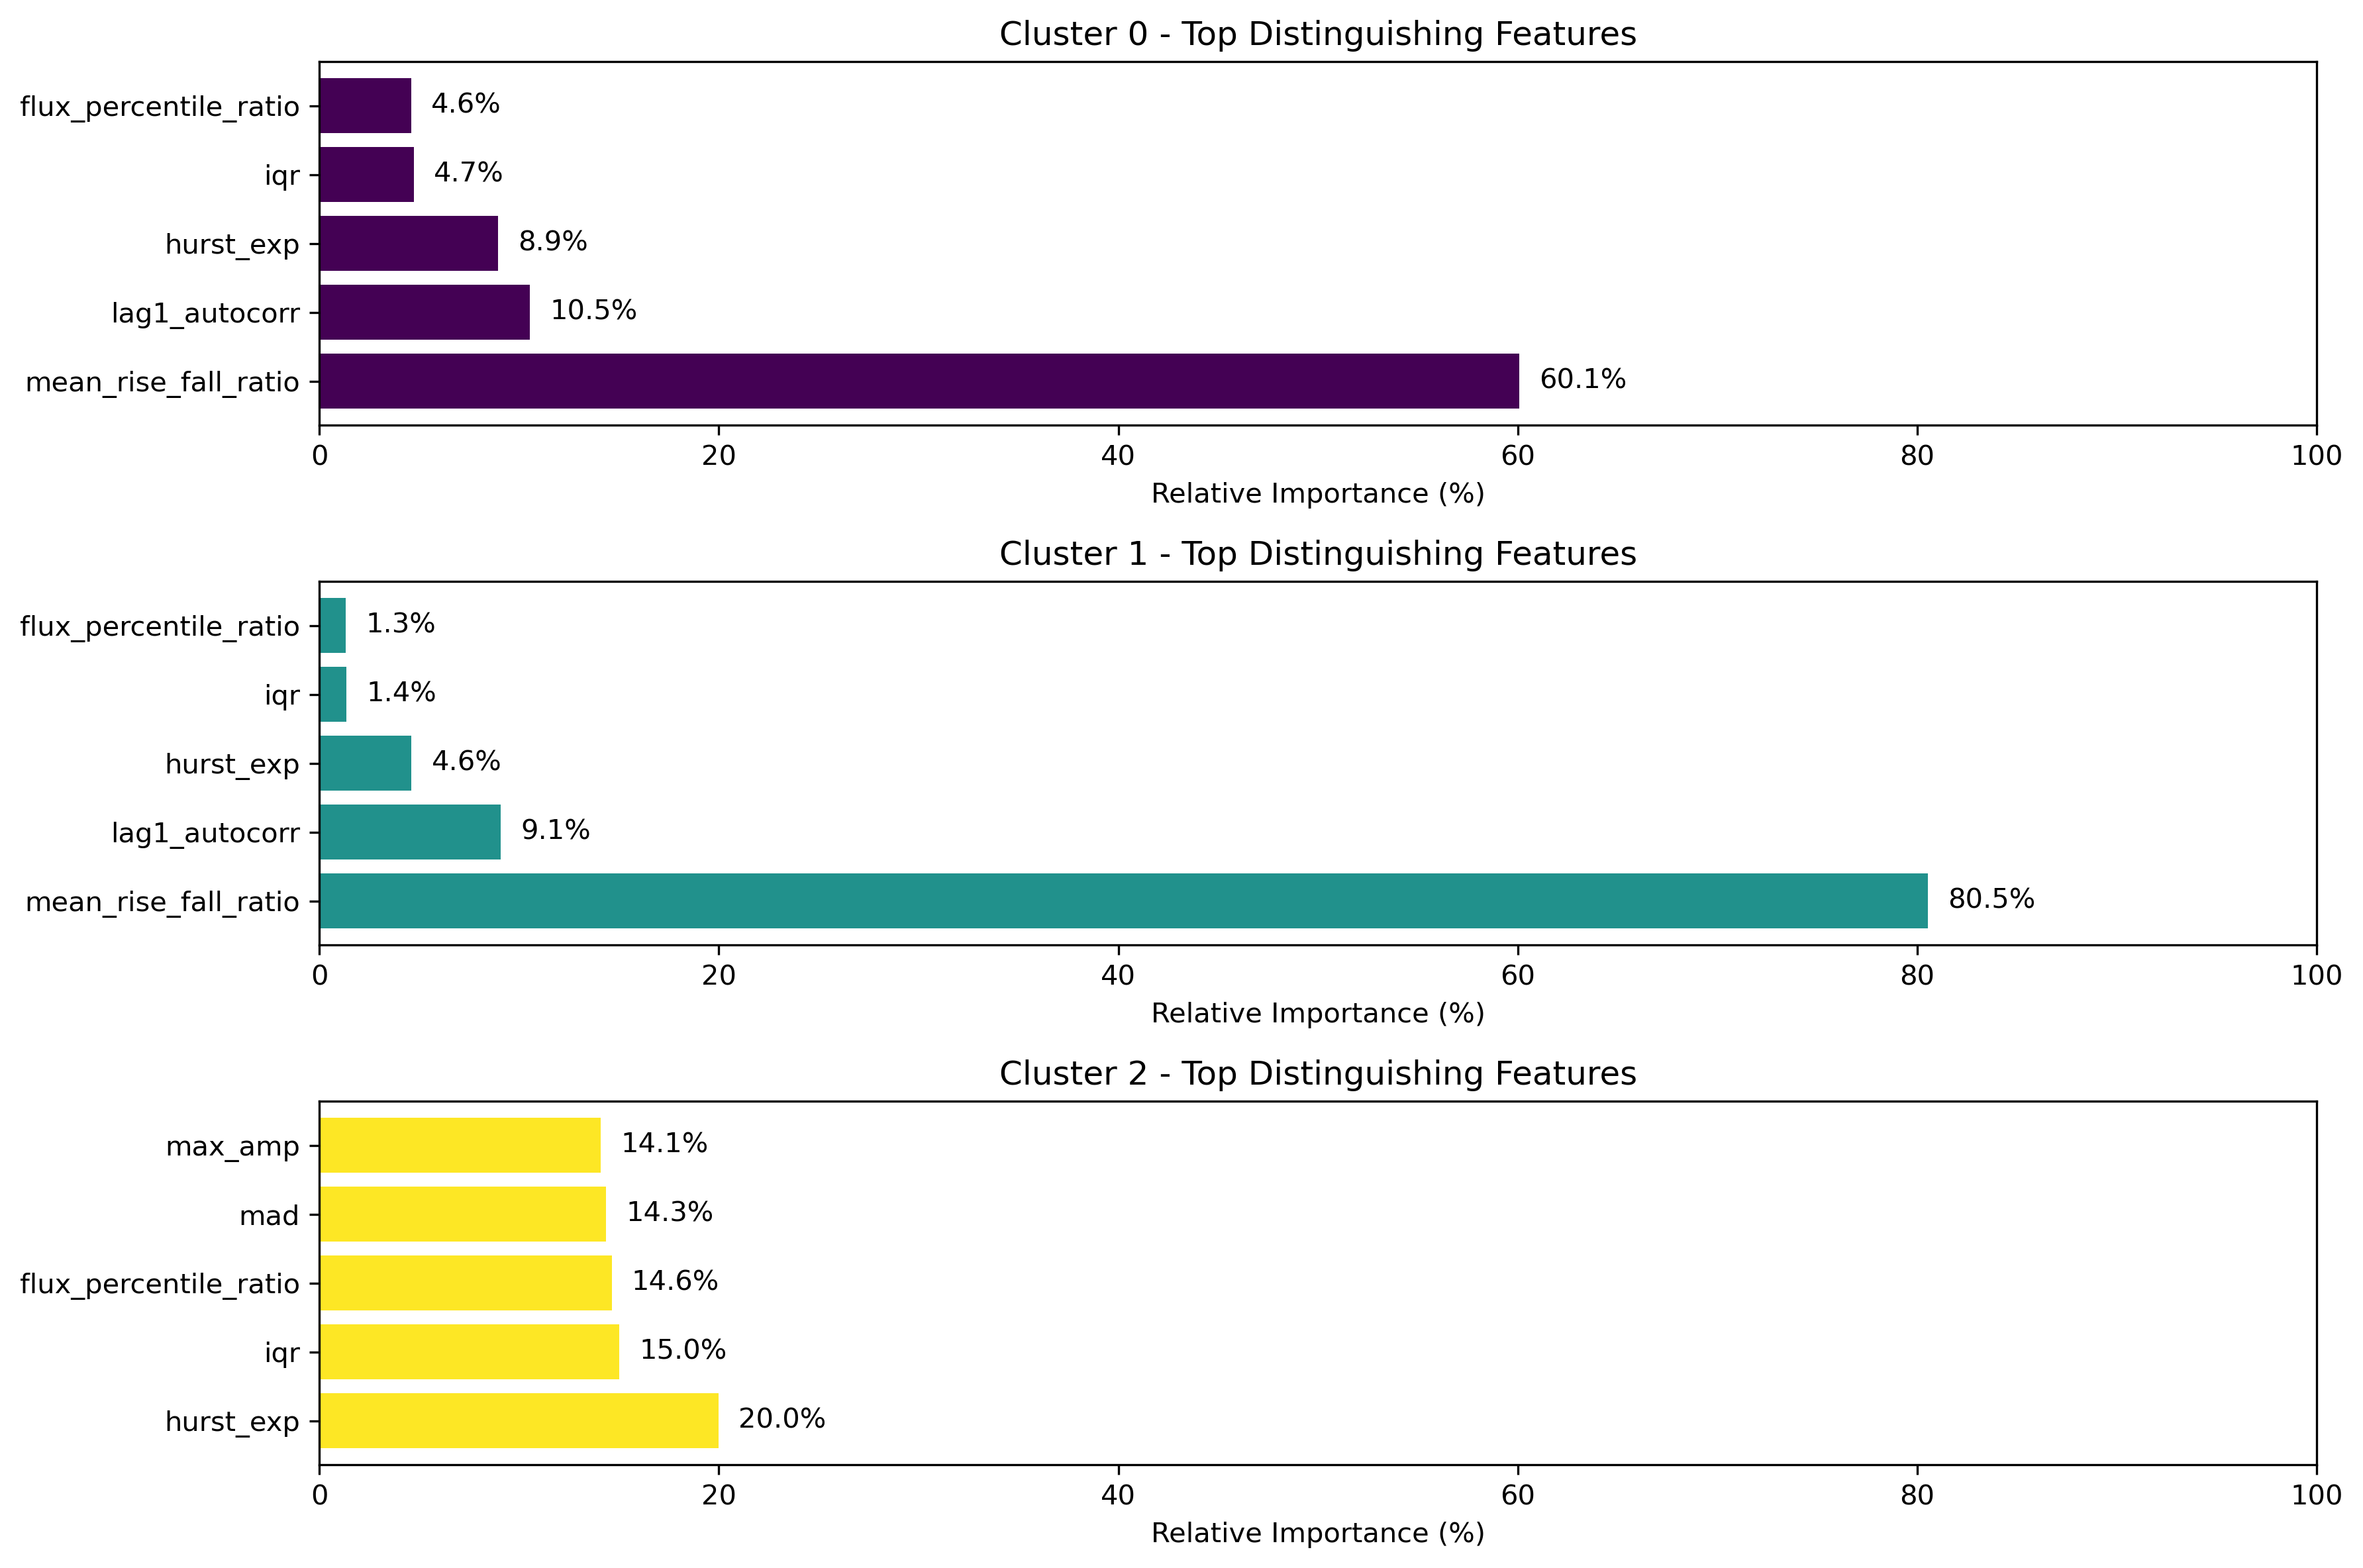 Cluster 0 - Top Distinguishing Features
flux_percentile_ratio 4.6%
iqr 4.7%
hurst_exp 8.9%
lag1_autocorr 10.5%
mean_rise_fall_ratio 60.1%
0 20 40 60 80 100
Relative Importance (%)
Cluster 1 - Top Distinguishing Features
flux_percentile_ratio 1.3%
iqr 1.4%
hurst_exp 4.6%
lag1_autocorr 9.1%
mean_rise_fall_ratio 80.5%
0 20 40 60 80 100
Relative Importance (%)
Cluster 2 - Top Distinguishing Features
max_amp 14.1%
mad 14.3%
flux_percentile_ratio 14.6%
iqr 15.0%
hurst_exp 20.0%
0 20 40 60 80 100
Relative Importance (%)